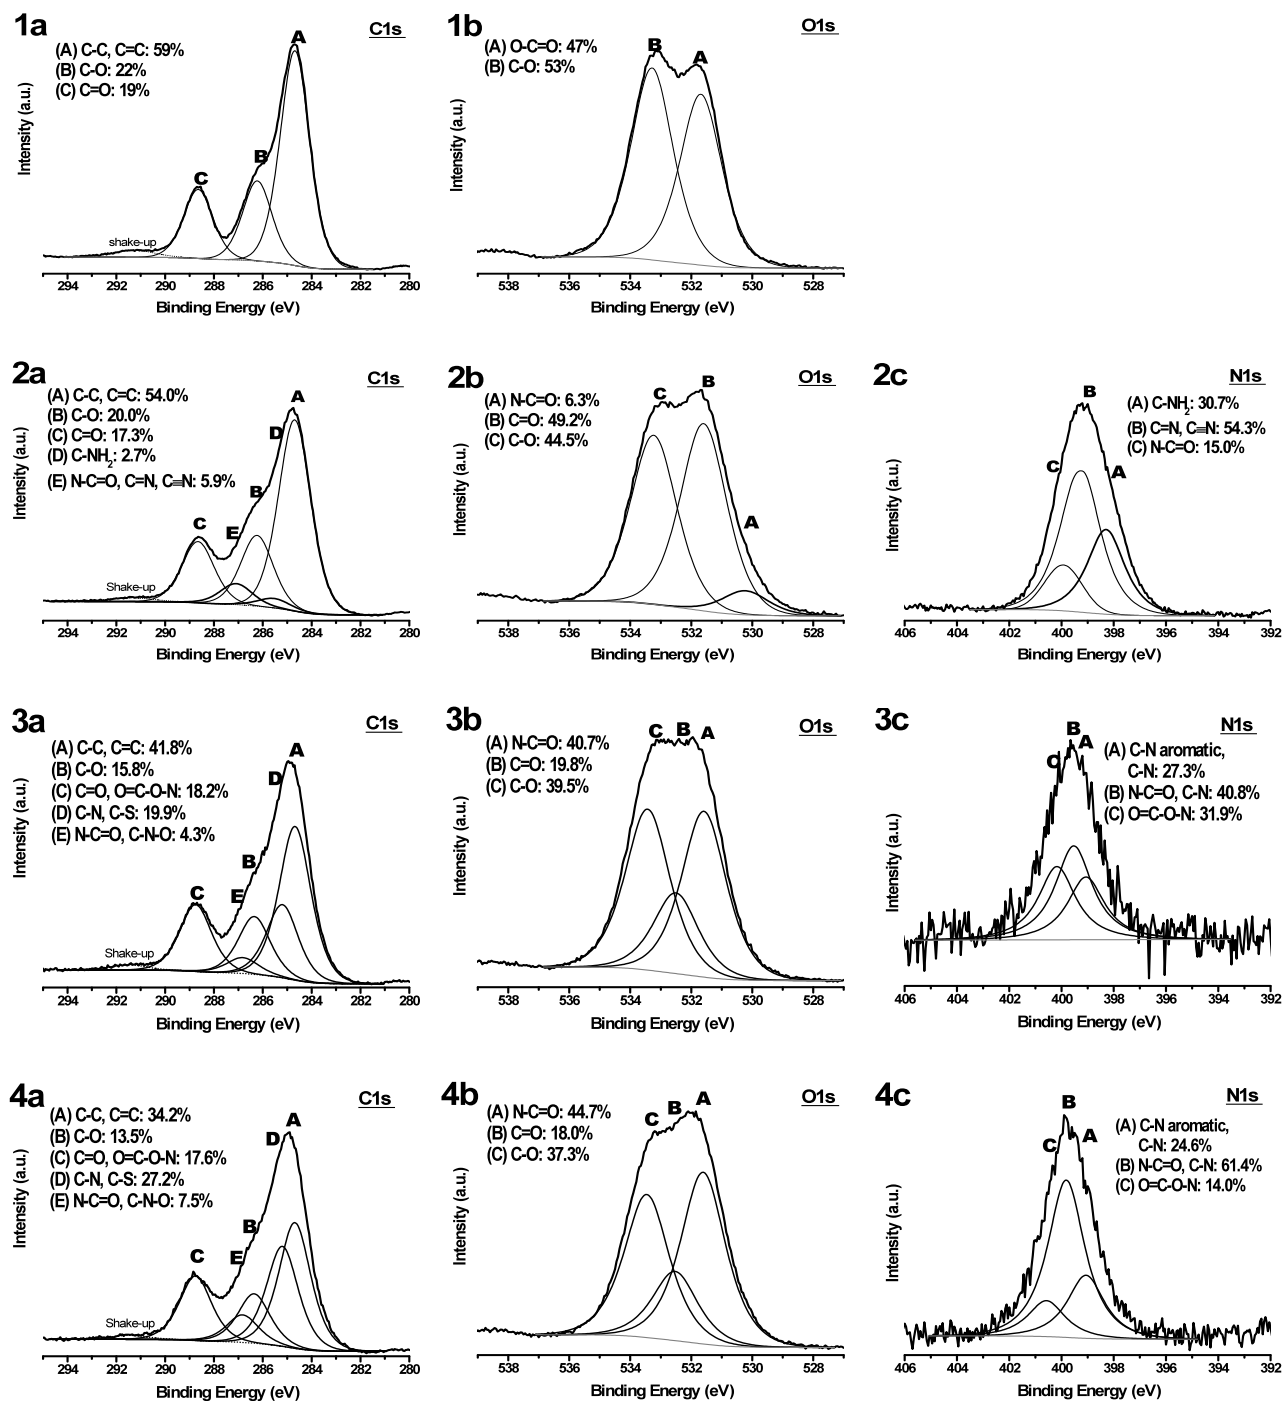 1a
C1s
(A) C-C, C=C: 59%
(B) C-O: 22%
(C) C=O: 19%
A
B
C
shake-up
Intensity (a.u.)
294 292 290 288 286 284 282 280
Binding Energy (eV)
1b
O1s
(A) O-C=O: 47%
(B) C-O: 53%
B
A
Intensity (a.u.)
538 536 534 532 530 528
Binding Energy (eV)
2a
C1s
(A) C-C, C=C: 54.0%
(B) C-O: 20.0%
(C) C=O: 17.3%
(D) C-NH2: 2.7%
(E) N-C=O, C=N, C≡N: 5.9%
A
D
B
C
E
Shake-up
Intensity (a.u.)
294 292 290 288 286 284 282 280
Binding Energy (eV)
2b
O1s
(A) N-C=O: 6.3%
(B) C=O: 49.2%
(C) C-O: 44.5%
C
B
A
Intensity (a.u.)
538 536 534 532 530 528
Binding Energy (eV)
2c
N1s
(A) C-NH2: 30.7%
(B) C=N, C≡N: 54.3%
(C) N-C=O: 15.0%
B
C
A
Intensity (a.u.)
406 404 402 400 398 396 394 392
Binding Energy (eV)
3a
C1s
(A) C-C, C=C: 41.8%
(B) C-O: 15.8%
(C) C=O, O=C-O-N: 18.2%
(D) C-N, C-S: 19.9%
(E) N-C=O, C-N-O: 4.3%
A
D
B
C
E
Shake-up
Intensity (a.u.)
294 292 290 288 286 284 282 280
Binding Energy (eV)
3b
O1s
(A) N-C=O: 40.7%
(B) C=O: 19.8%
(C) C-O: 39.5%
C
B
A
Intensity (a.u.)
538 536 534 532 530 528
Binding Energy (eV)
3c
N1s
(A) C-N aromatic,
C-N: 27.3%
(B) N-C=O, C-N: 40.8%
(C) O=C-O-N: 31.9%
B
A
C
Intensity (a.u.)
406 404 402 400 398 396 394 392
Binding Energy (eV)
4a
C1s
(A) C-C, C=C: 34.2%
(B) C-O: 13.5%
(C) C=O, O=C-O-N: 17.6%
(D) C-N, C-S: 27.2%
(E) N-C=O, C-N-O: 7.5%
A
D
B
C
E
Shake-up
Intensity (a.u.)
294 292 290 288 286 284 282 280
Binding Energy (eV)
4b
O1s
(A) N-C=O: 44.7%
(B) C=O: 18.0%
(C) C-O: 37.3%
C
B
A
Intensity (a.u.)
538 536 534 532 530 528
Binding Energy (eV)
4c
N1s
(A) C-N aromatic,
C-N: 24.6%
(B) N-C=O, C-N: 61.4%
(C) O=C-O-N: 14.0%
B
A
C
Intensity (a.u.)
406 404 402 400 398 396 394 392
Binding Energy (eV)